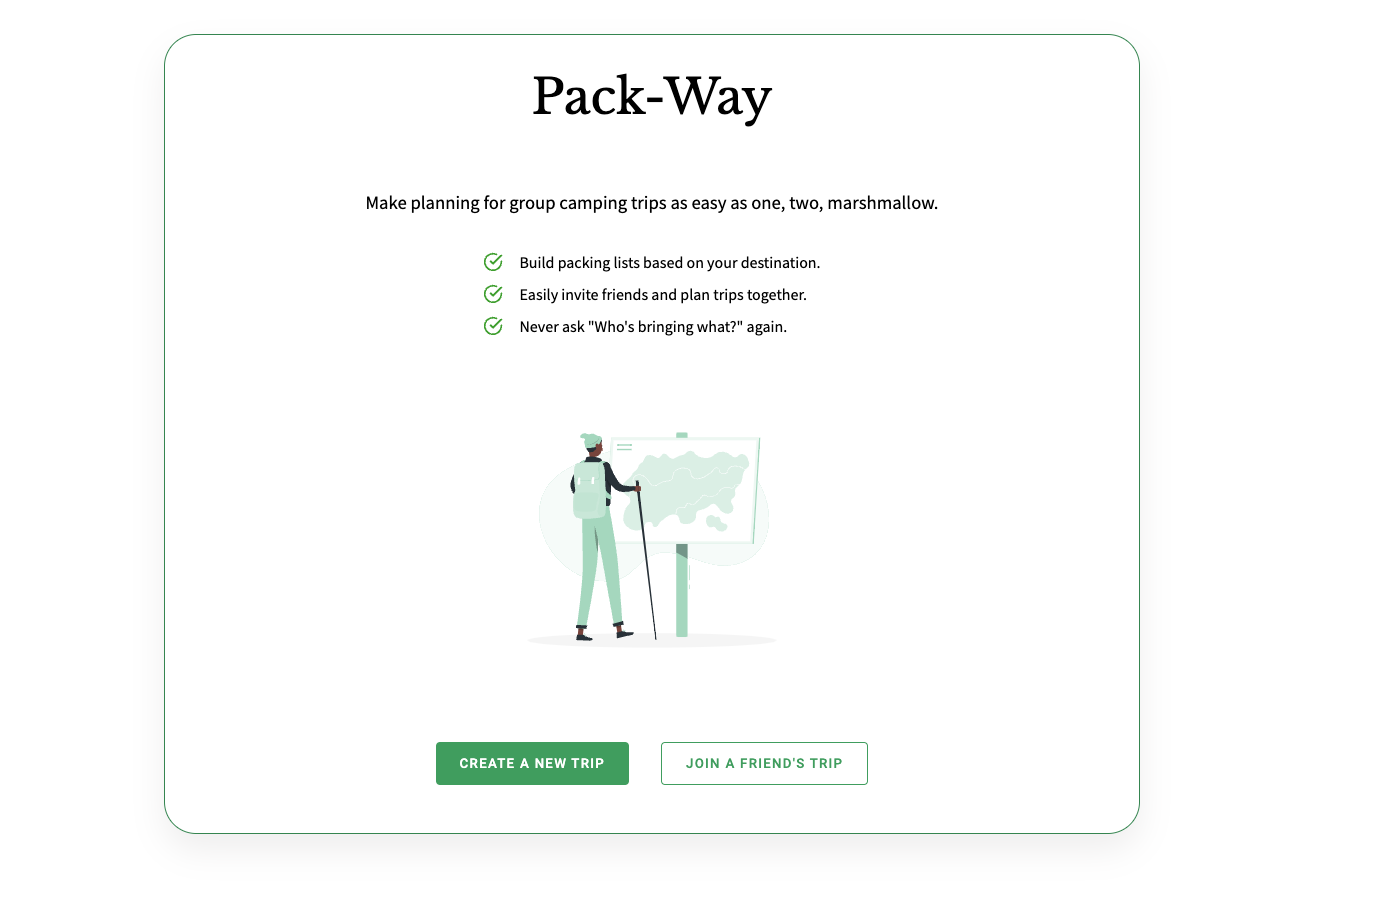 Pack-Way
Make planning for group camping trips as easy as one, two, marshmallow.
Build packing lists based on your destination.
Easily invite friends and plan trips together.
Never ask "Who's bringing what?" again.
CREATE A NEW TRIP
JOIN A FRIEND'S TRIP